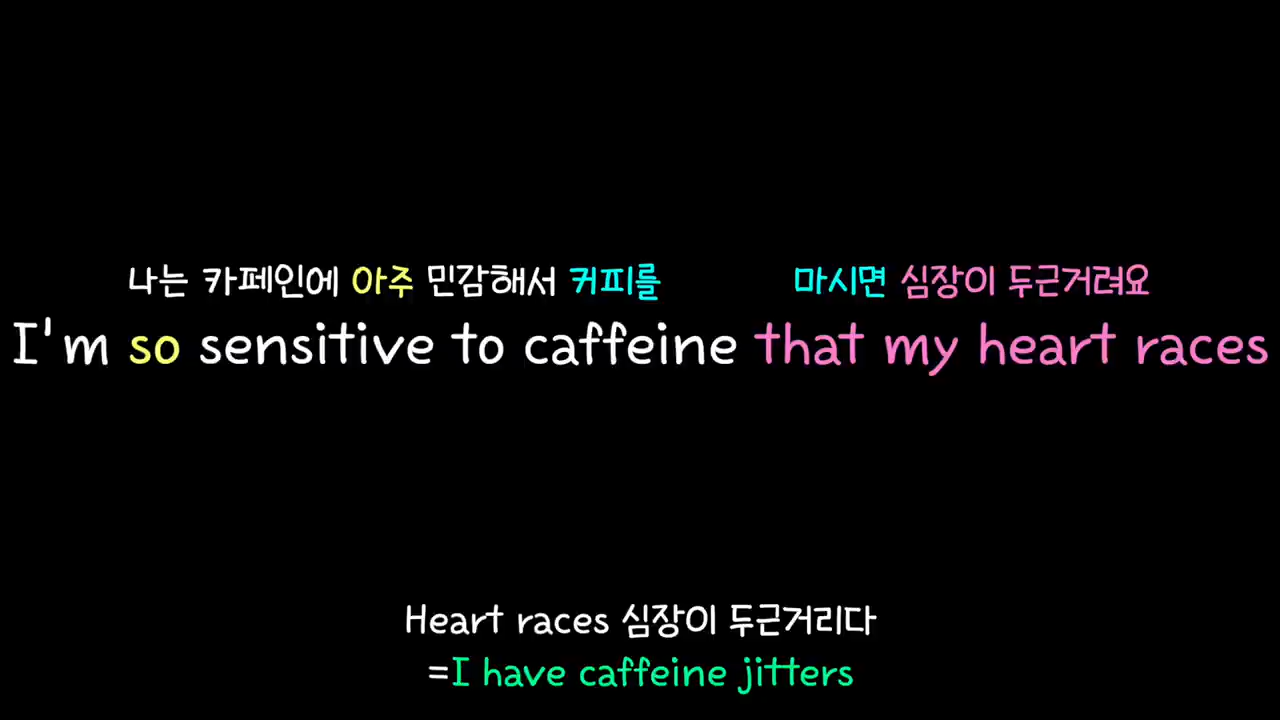 나는 카페인에 아주 민감해서 커피를 마시면 심장이 두근거려요
I'm so sensitive to caffeine that my heart races
Heart races 심장이 두근거리다
=I have caffeine jitters